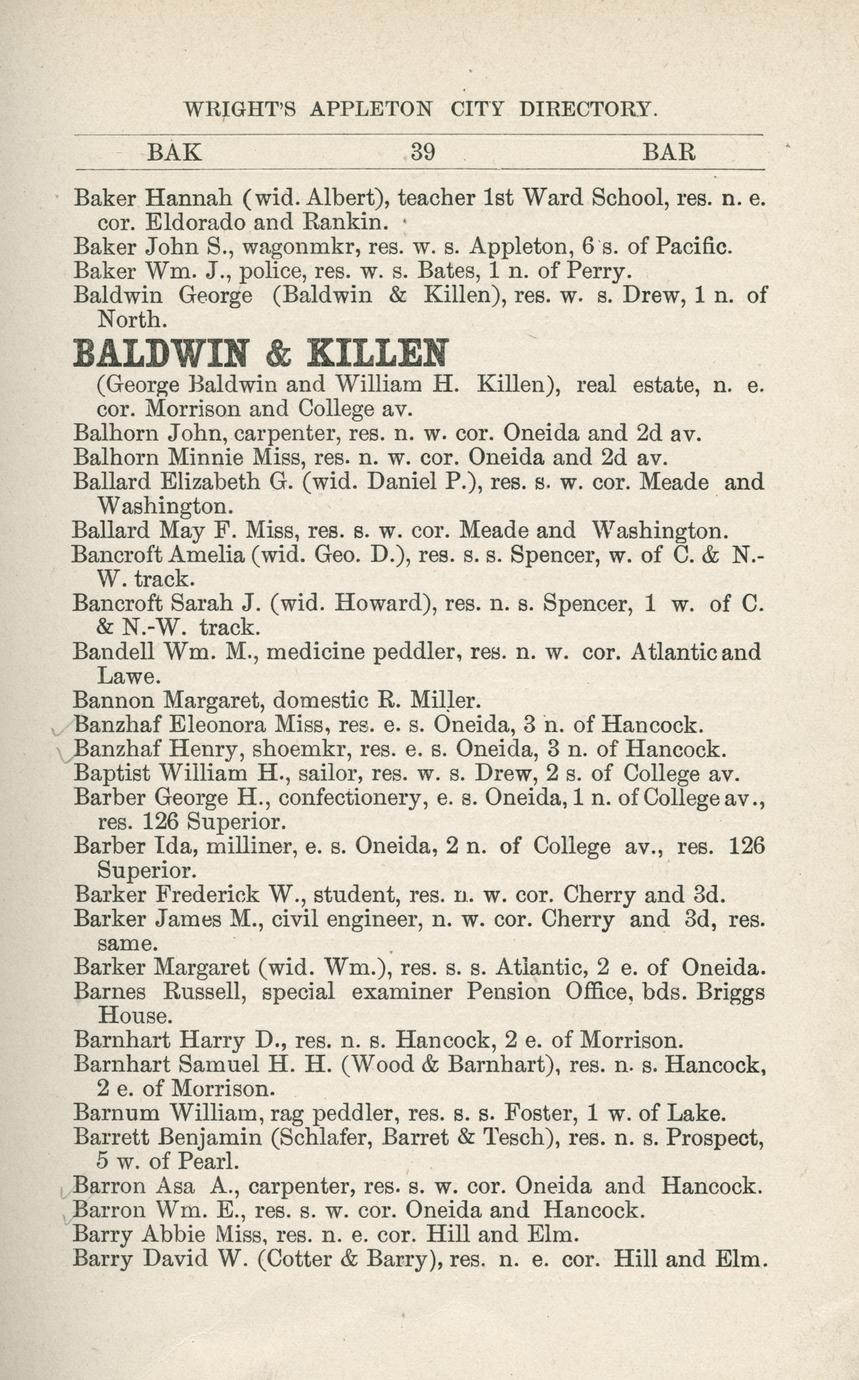 WRIGHT'S APPLETON CITY DIRECTORY.
BAK 39 BAR
Baker Hannah (wid. Albert), teacher 1st Ward School, res. n. e.
cor. Eldorado and Rankin.
Baker John S., wagonmkr, res. w. s. Appleton, 6 s. of Pacific.
Baker Wm. J., police, res. w. s. Bates, 1 n. of Perry.
Baldwin George (Baldwin & Killen), res. w. s. Drew, 1 n. of
North.
BALDWIN & KILLEN
(George Baldwin and William H. Killen), real estate, n. e.
cor. Morrison and College av.
Balhorn John, carpenter, res. n. w. cor. Oneida and 2d av.
Balhorn Minnie Miss, res. n. w. cor. Oneida and 2d av.
Ballard Elizabeth G. (wid. Daniel P.), res. s. w. cor. Meade and
Washington.
Ballard May F. Miss, res. s. w. cor. Meade and Washington.
Bancroft Amelia (wid. Geo. D.), res. s. s. Spencer, w. of C. & N.-
W. track.
Bancroft Sarah J. (wid. Howard), res. n. s. Spencer, 1 w. of C.
& N.-W. track.
Bandell Wm. M., medicine peddler, res. n. w. cor. Atlantic and
Lawe.
Bannon Margaret, domestic R. Miller.
Banzhaf Eleonora Miss, res. e. s. Oneida, 3 n. of Hancock.
Banzhaf Henry, shoemkr, res. e. s. Oneida, 3 n. of Hancock.
Baptist William H., sailor, res. w. s. Drew, 2 s. of College av.
Barber George H., confectionery, e. s. Oneida, 1 n. of College av.,
res. 126 Superior.
Barber Ida, milliner, e. s. Oneida, 2 n. of College av., res. 126
Superior.
Barker Frederick W., student, res. n. w. cor. Cherry and 3d.
Barker James M., civil engineer, n. w. cor. Cherry and 3d, res.
same.
Barker Margaret (wid. Wm.), res. s. s. Atlantic, 2 e. of Oneida.
Barnes Russell, special examiner Pension Office, bds. Briggs
House.
Barnhart Harry D., res. n. s. Hancock, 2 e. of Morrison.
Barnhart Samuel H. H. (Wood & Barnhart), res. n. s. Hancock,
2 e. of Morrison.
Barnum William, rag peddler, res. s. s. Foster, 1 w. of Lake.
Barrett Benjamin (Schlafer, Barret & Tesch), res. n. s. Prospect,
5 w. of Pearl.
Barron Asa A., carpenter, res. s. w. cor. Oneida and Hancock.
Barron Wm. E., res. s. w. cor. Oneida and Hancock.
Barry Abbie Miss, res. n. e. cor. Hill and Elm.
Barry David W. (Cotter & Barry), res. n. e. cor. Hill and Elm.